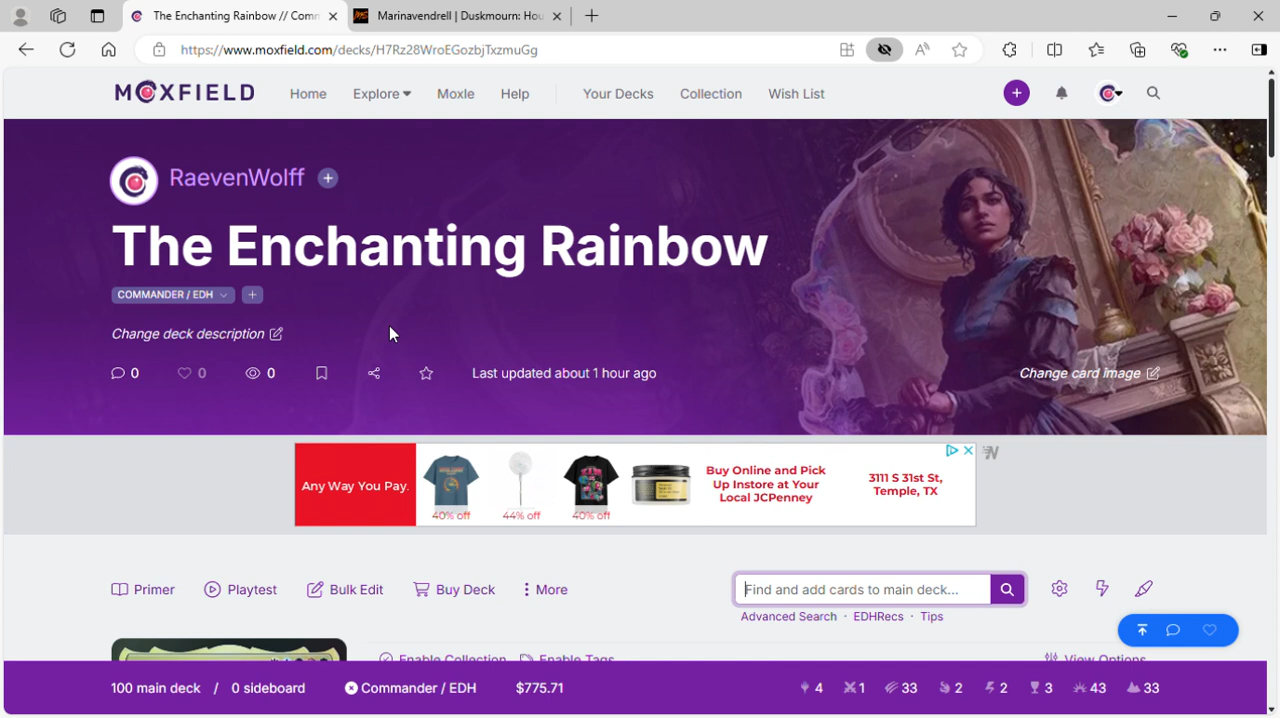 The Enchanting Rainbow // Comm
Marinavendrell | Duskmourn: Hou
https://www.moxfield.com/decks/H7Rz28WroEGozbjTxzmuGg
MOXFIELD
Home
Explore
Moxle
Help
Your Decks
Collection
Wish List
RaevenWolff
The Enchanting Rainbow
COMMANDER / EDH
Change deck description
0
0
0
Last updated about 1 hour ago
Change card image
Any Way You Pay.
40% off
44% off
40% off
Buy Online and Pick
Up Instore at Your
Local JCPenney
3111 S 31st St,
Temple, TX
Primer
Playtest
Bulk Edit
Buy Deck
More
Find and add cards to main deck...
Advanced Search · EDHRecs · Tips
Enable Collection
Enable Tags
View Options
100 main deck / 0 sideboard
Commander / EDH
$775.71
4
1
33
2
2
3
43
33